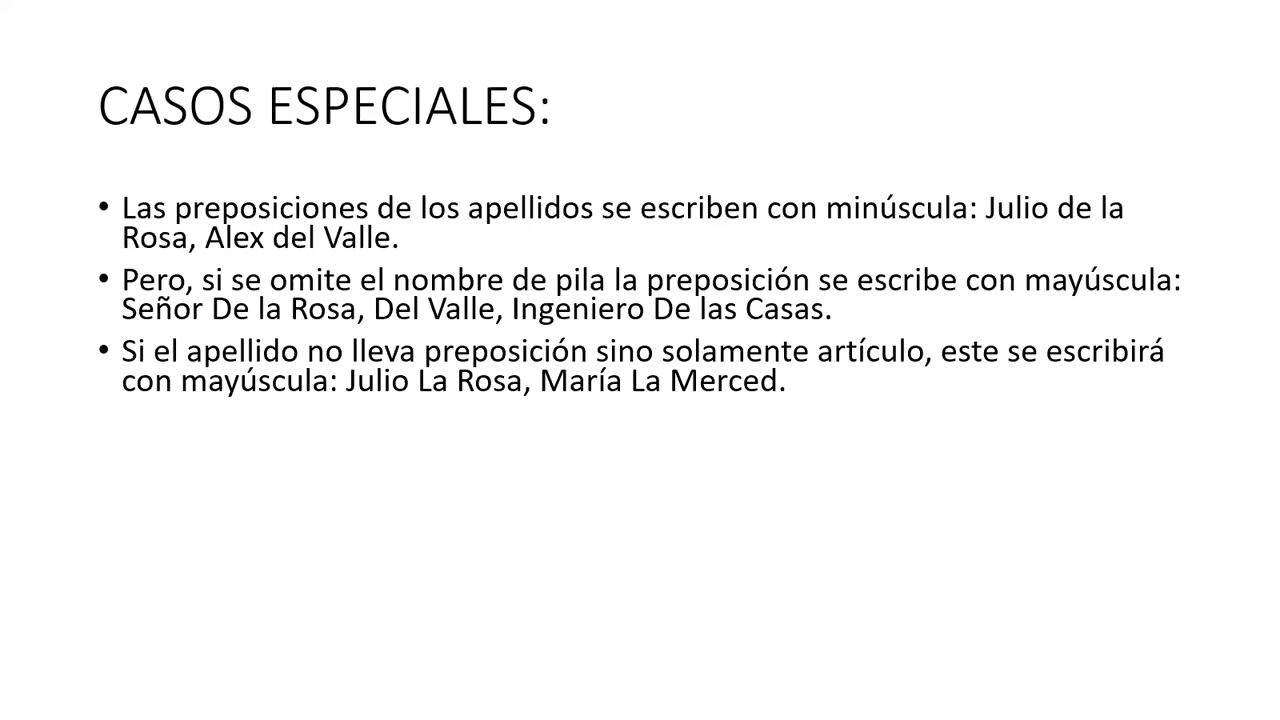 CASOS ESPECIALES:
• Las preposiciones de los apellidos se escriben con minúscula: Julio de la
Rosa, Alex del Valle.
• Pero, si se omite el nombre de pila la preposición se escribe con mayúscula:
Señor De la Rosa, Del Valle, Ingeniero De las Casas.
• Si el apellido no lleva preposición sino solamente artículo, este se escribirá
con mayúscula: Julio La Rosa, María La Merced.